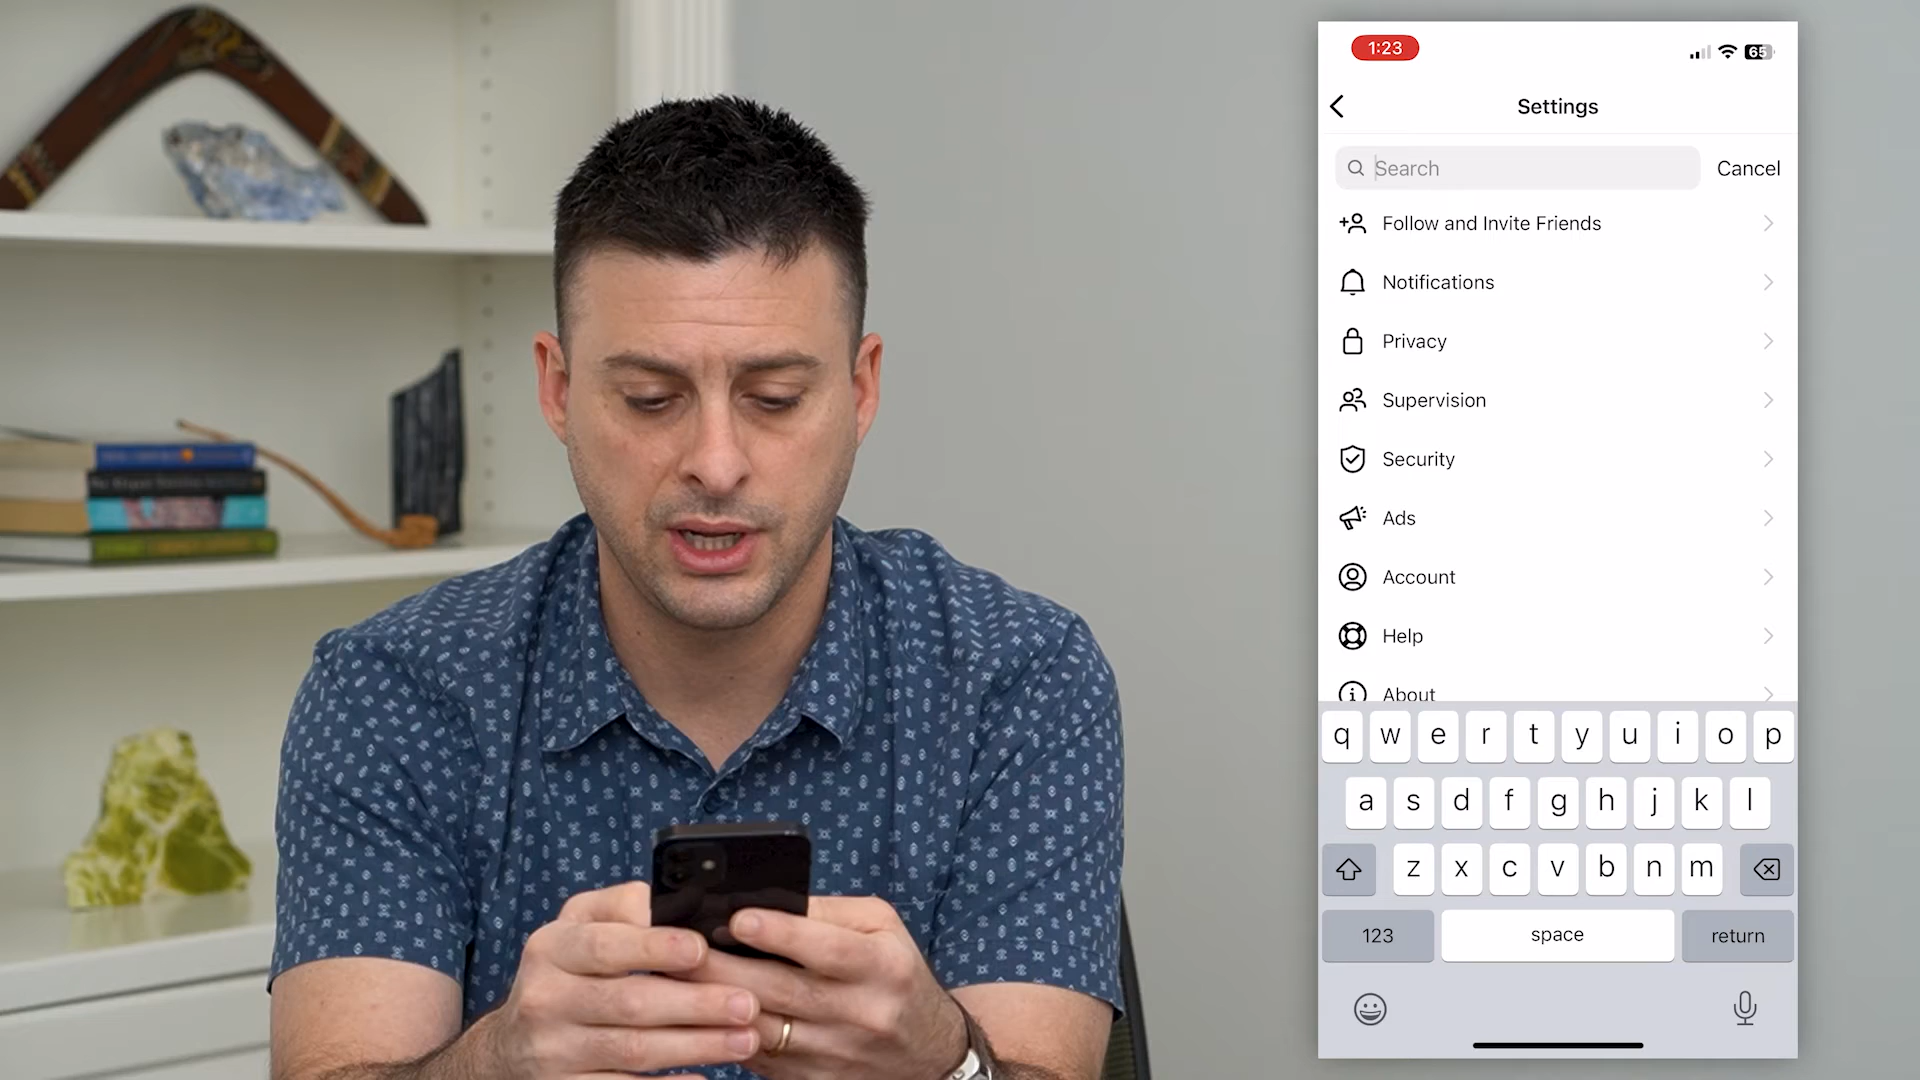 1:23
65
Settings
Search
Cancel
Follow and Invite Friends
Notifications
Privacy
Supervision
Security
Ads
Account
Help
About
q w e r t y u i o p
a s d f g h j k l
z x c v b n m
123 space return